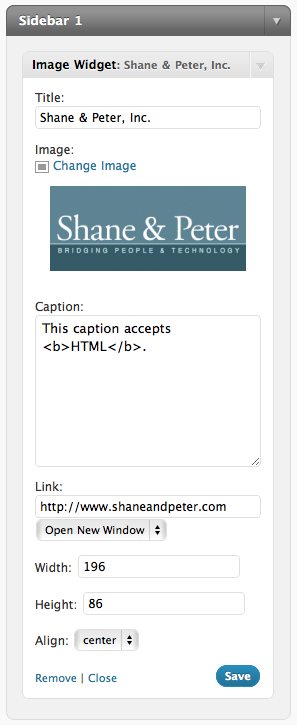 Sidebar 1
Image Widget: Shane & Peter, Inc.
Title:
Shane & Peter, Inc.
Image:
Change Image
Shane & Peter
BRIDGING PEOPLE & TECHNOLOGY
Caption:
This caption accepts
<b>HTML</b>.
Link:
http://www.shaneandpeter.com
Open New Window
Width: 196
Height: 86
Align: center
Remove | Close Save